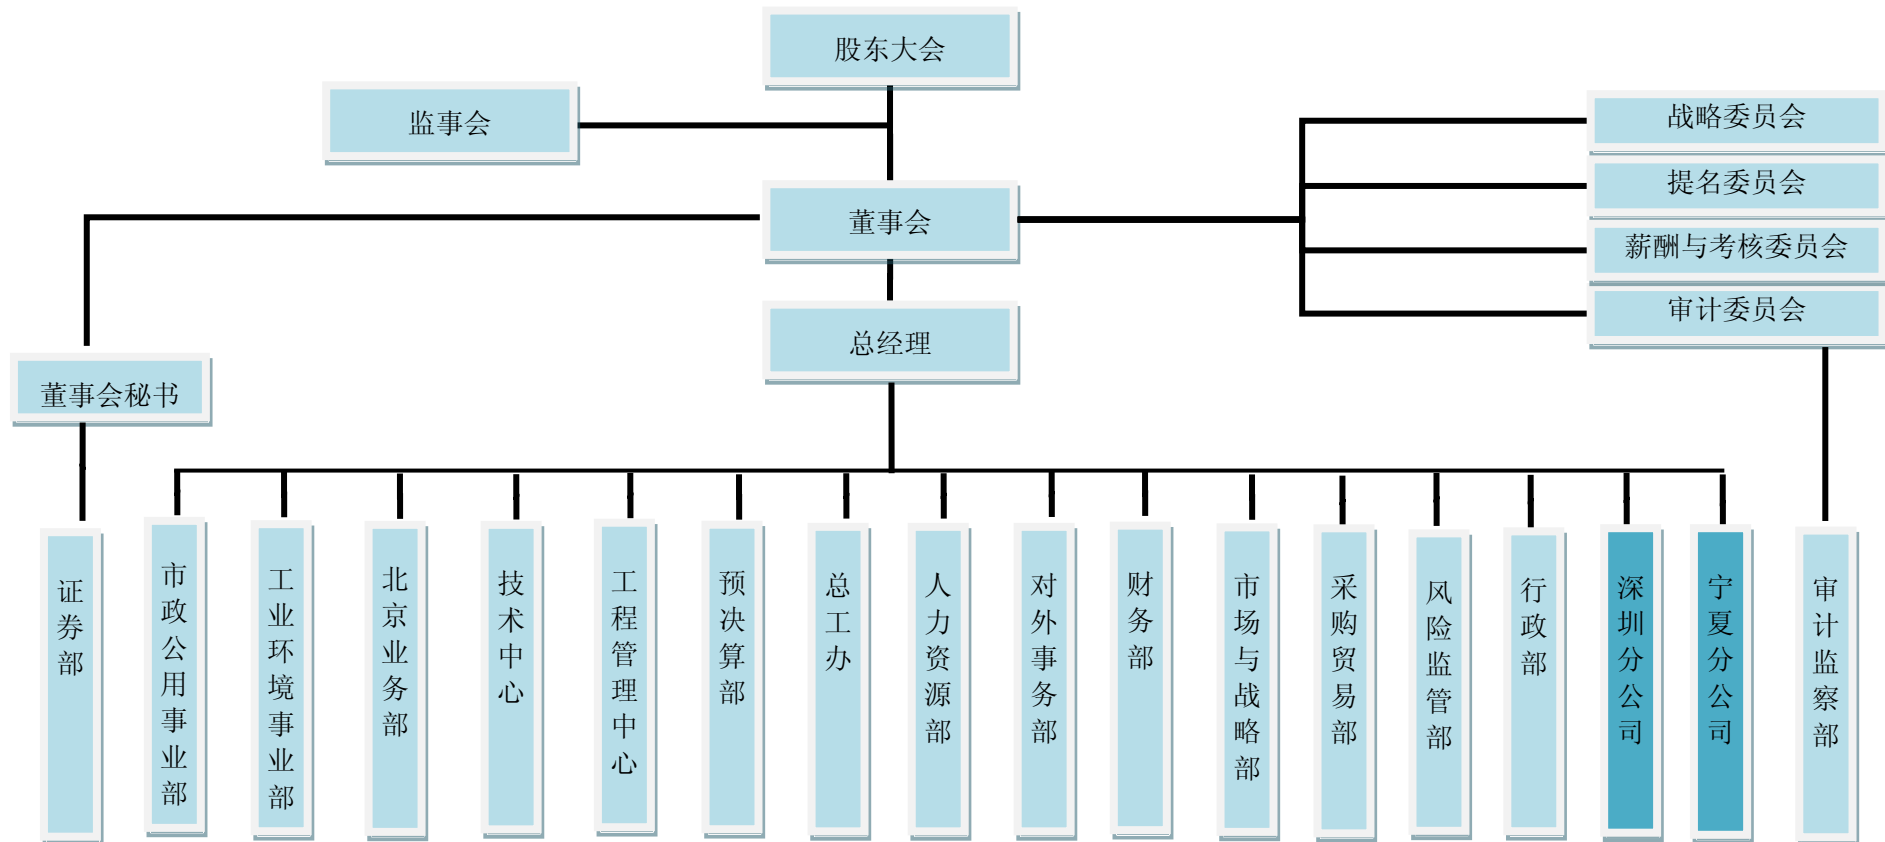 股东大会
监事会
战略委员会
提名委员会
董事会
薪酬与考核委员会
审计委员会
总经理
董事会秘书
证券部
市政公用事业部
工业环境事业部
北京业务部
技术中心
工程管理中心
预决算部
总工办
人力资源部
对外事务部
财务部
市场与战略部
采购贸易部
风险监管部
行政部
深圳分公司
宁夏分公司
审计监察部